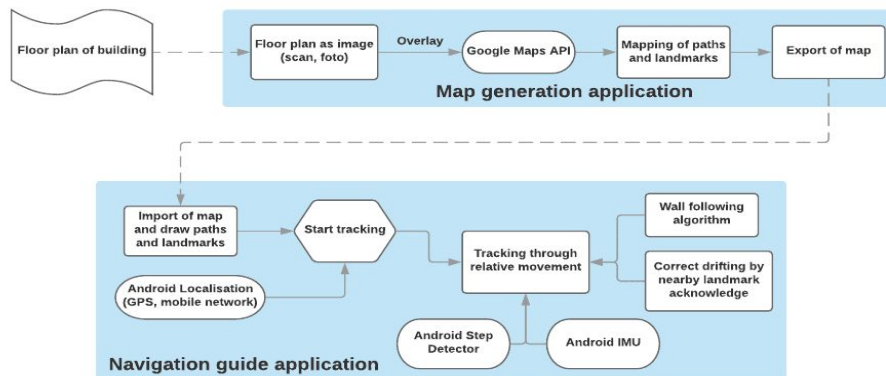 Floor plan of building
Floor plan as image
(scan, foto)
Overlay
Google Maps API
Mapping of paths
and landmarks
Export of map
Map generation application
Import of map
and draw paths
and landmarks
Start tracking
Android Localisation
(GPS, mobile network)
Tracking through
relative movement
Wall following
algorithm
Correct drifting by
nearby landmark
acknowledge
Android Step
Detector
Android IMU
Navigation guide application